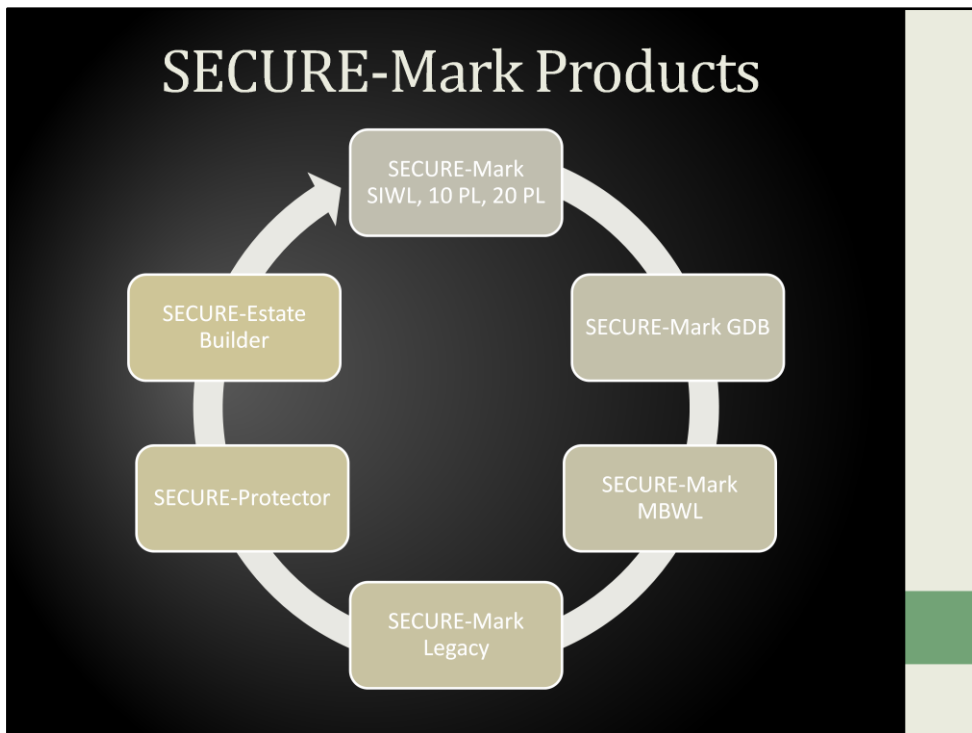 SECURE-Mark Products
SECURE-Mark
SIWL, 10 PL, 20 PL
SECURE-Mark GDB
SECURE-Mark
MBWL
SECURE-Mark
Legacy
SECURE-Protector
SECURE-Estate
Builder